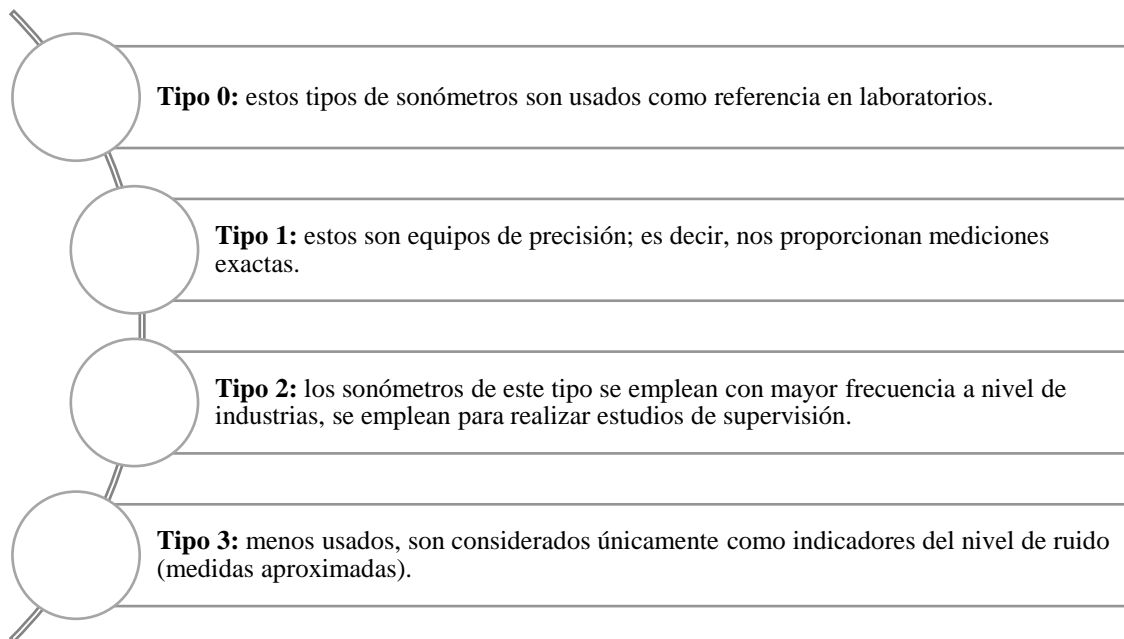 Tipo 0: estos tipos de sonómetros son usados como referencia en laboratorios.
Tipo 1: estos son equipos de precisión; es decir, nos proporcionan mediciones
exactas.
Tipo 2: los sonómetros de este tipo se emplean con mayor frecuencia a nivel de
industrias, se emplean para realizar estudios de supervisión.
Tipo 3: menos usados, son considerados únicamente como indicadores del nivel de ruido
(medidas aproximadas).